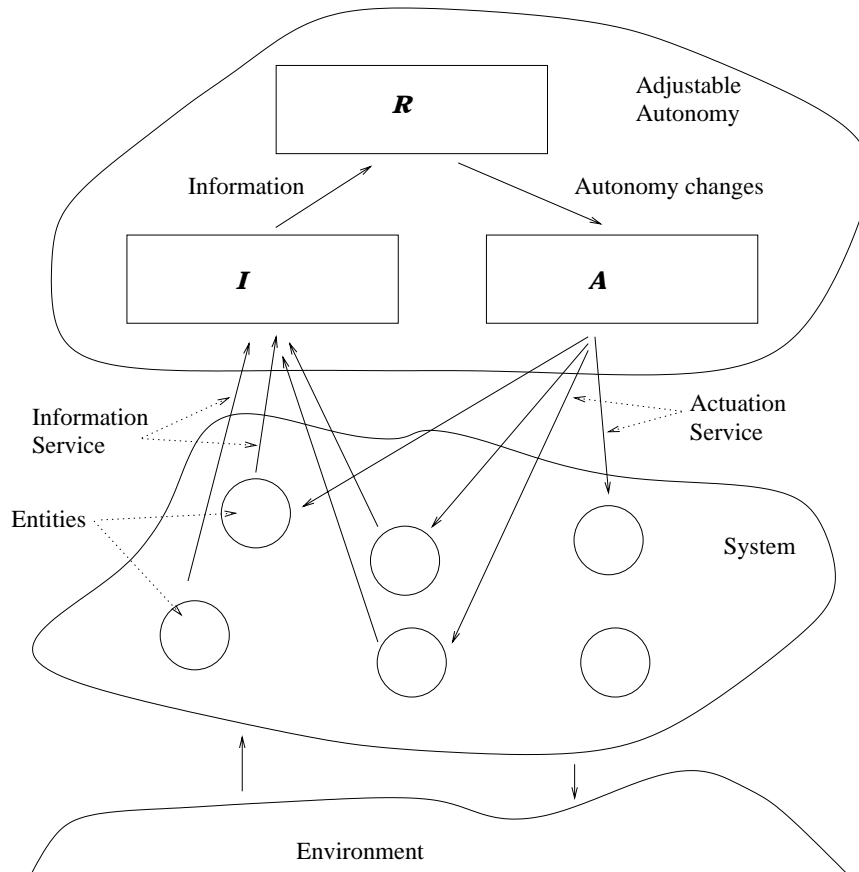 R
Adjustable
Autonomy
Information
Autonomy changes
I
A
Information
Service
Actuation
Service
Entities
System
Environment